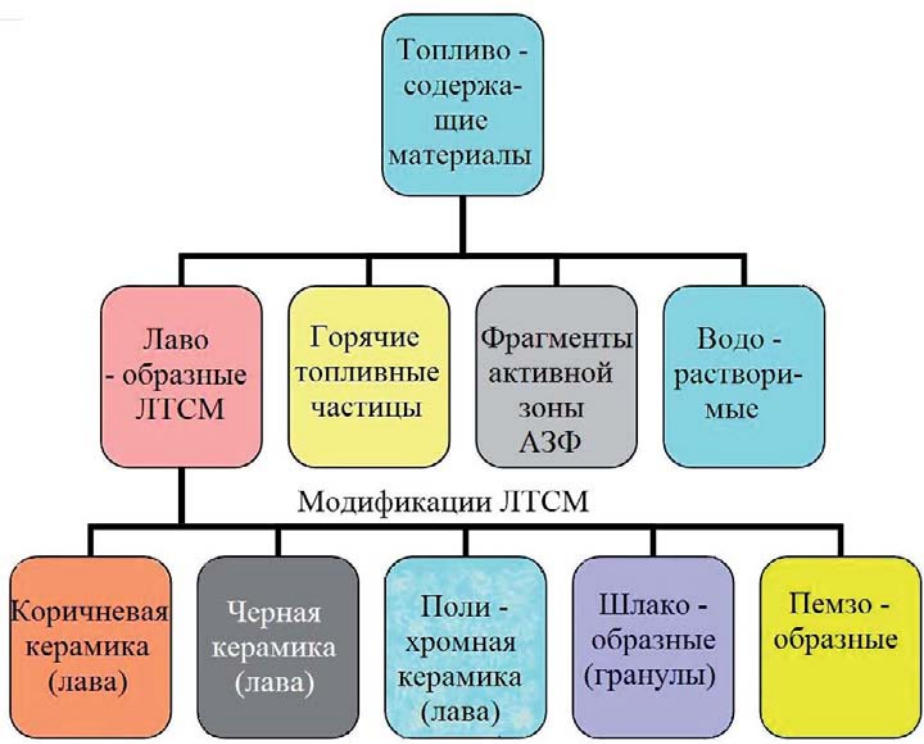 Топливо -
содержа-
щие
материалы
Лаво
- образные
ЛТСМ
Горячие
топливные
частицы
Фрагменты
активной
зоны
АЗФ
Водо -
раствори-
мые
Модификации ЛТСМ
Коричневая
керамика
(лава)
Черная
керамика
(лава)
Поли -
хромная
керамика
(лава)
Шлако -
образные
(гранулы)
Пемзо -
образные